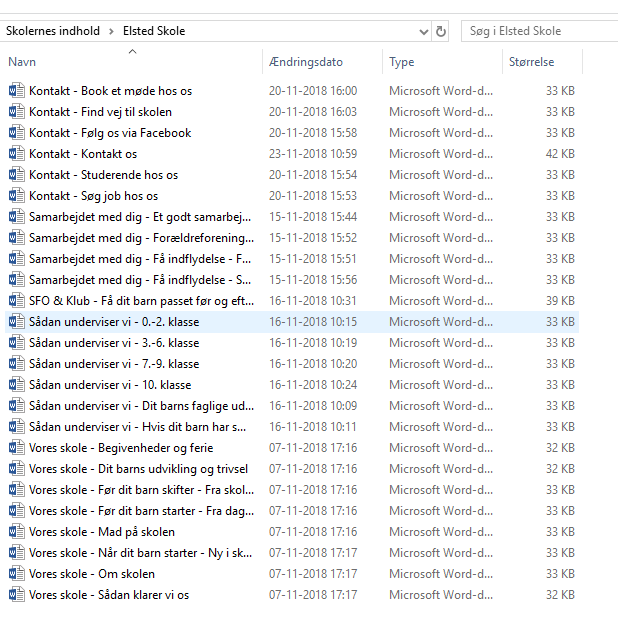 Skolernes indhold > Elsted Skole Søg i Elsted Skole
Navn Ændringsdato Type Størrelse
Kontakt - Book et møde hos os 20-11-2018 16:00 Microsoft Word-d... 33 KB
Kontakt - Find vej til skolen 20-11-2018 16:03 Microsoft Word-d... 33 KB
Kontakt - Følg os via Facebook 20-11-2018 15:58 Microsoft Word-d... 33 KB
Kontakt - Kontakt os 23-11-2018 10:59 Microsoft Word-d... 42 KB
Kontakt - Studerende hos os 20-11-2018 15:54 Microsoft Word-d... 33 KB
Kontakt - Søg job hos os 20-11-2018 15:53 Microsoft Word-d... 33 KB
Samarbejdet med dig - Et godt samarbej... 15-11-2018 15:44 Microsoft Word-d... 33 KB
Samarbejdet med dig - Forældreforening... 15-11-2018 15:52 Microsoft Word-d... 33 KB
Samarbejdet med dig - Få indflydelse - F... 15-11-2018 15:51 Microsoft Word-d... 33 KB
Samarbejdet med dig - Få indflydelse - S... 15-11-2018 15:56 Microsoft Word-d... 33 KB
SFO & Klub - Få dit barn passet før og eft... 16-11-2018 10:31 Microsoft Word-d... 39 KB
Sådan underviser vi - 0.-2. klasse 16-11-2018 10:15 Microsoft Word-d... 33 KB
Sådan underviser vi - 3.-6. klasse 16-11-2018 10:19 Microsoft Word-d... 33 KB
Sådan underviser vi - 7.-9. klasse 16-11-2018 10:20 Microsoft Word-d... 33 KB
Sådan underviser vi - 10. klasse 16-11-2018 10:24 Microsoft Word-d... 33 KB
Sådan underviser vi - Dit barns faglige ud... 16-11-2018 10:09 Microsoft Word-d... 33 KB
Sådan underviser vi - Hvis dit barn har s... 16-11-2018 10:11 Microsoft Word-d... 33 KB
Vores skole - Begivenheder og ferie 07-11-2018 17:16 Microsoft Word-d... 32 KB
Vores skole - Dit barns udvikling og trivsel 07-11-2018 17:16 Microsoft Word-d... 32 KB
Vores skole - Før dit barn skifter - Fra skol... 07-11-2018 17:16 Microsoft Word-d... 33 KB
Vores skole - Før dit barn starter - Fra dag... 07-11-2018 17:16 Microsoft Word-d... 33 KB
Vores skole - Mad på skolen 07-11-2018 17:16 Microsoft Word-d... 33 KB
Vores skole - Når dit barn starter - Ny i sk... 07-11-2018 17:17 Microsoft Word-d... 33 KB
Vores skole - Om skolen 07-11-2018 17:17 Microsoft Word-d... 33 KB
Vores skole - Sådan klarer vi os 07-11-2018 17:17 Microsoft Word-d... 32 KB